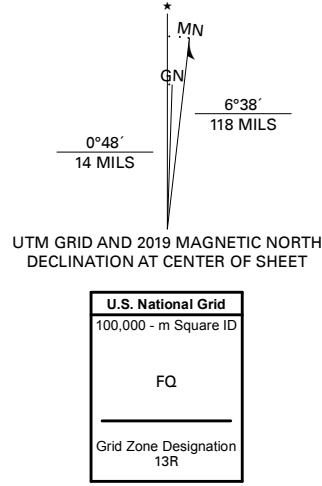 MN
GN
6°38´
118 MILS
0°48´
14 MILS
UTM GRID AND 2019 MAGNETIC NORTH
DECLINATION AT CENTER OF SHEET
U.S. National Grid
100,000 - m Square ID
FQ
Grid Zone Designation
13R